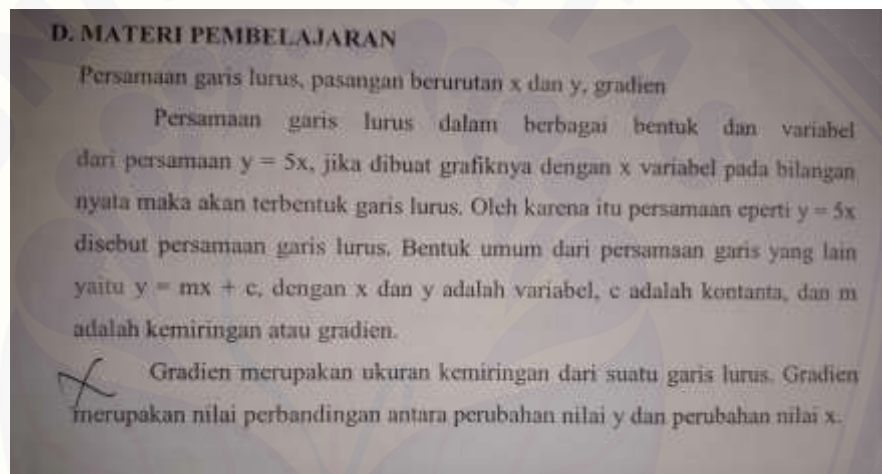 D. MATERI PEMBELAJARAN
Persamaan garis lurus, pasangan berurutan x dan y, gradien
Persamaan garis lurus dalam berbagai bentuk dan variabel
dari persamaan y = 5x, jika dibuat grafiknya dengan x variabel pada bilangan
nyata maka akan terbentuk garis lurus. Oleh karena itu persamaan eperti y = 5x
disebut persamaan garis lurus. Bentuk umum dari persamaan garis yang lain
yaitu y = mx + c, dengan x dan y adalah variabel, c adalah kontanta, dan m
adalah kemiringan atau gradien.
Gradien merupakan ukuran kemiringan dari suatu garis lurus. Gradien
merupakan nilai perbandingan antara perubahan nilai y dan perubahan nilai x.